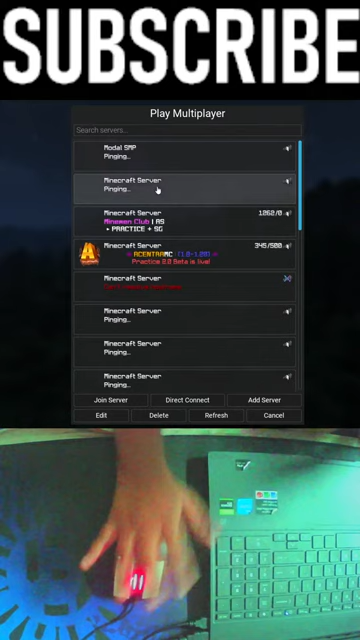 SUBSCRIBE
Play Multiplayer
Search servers...
Modal SMP
Pinging...
Minecraft Server
Pinging...
Minecraft Server 1262/0
Minemen Club | AS
▸ PRACTICE + SG
Minecraft Server 345/500
ACENTRAMC
Practice 2.0 Beta is live!
Minecraft Server
Minecraft Server
Pinging...
Minecraft Server
Pinging...
Minecraft Server
Pinging...
Join Server Direct Connect Add Server
Edit Delete Refresh Cancel